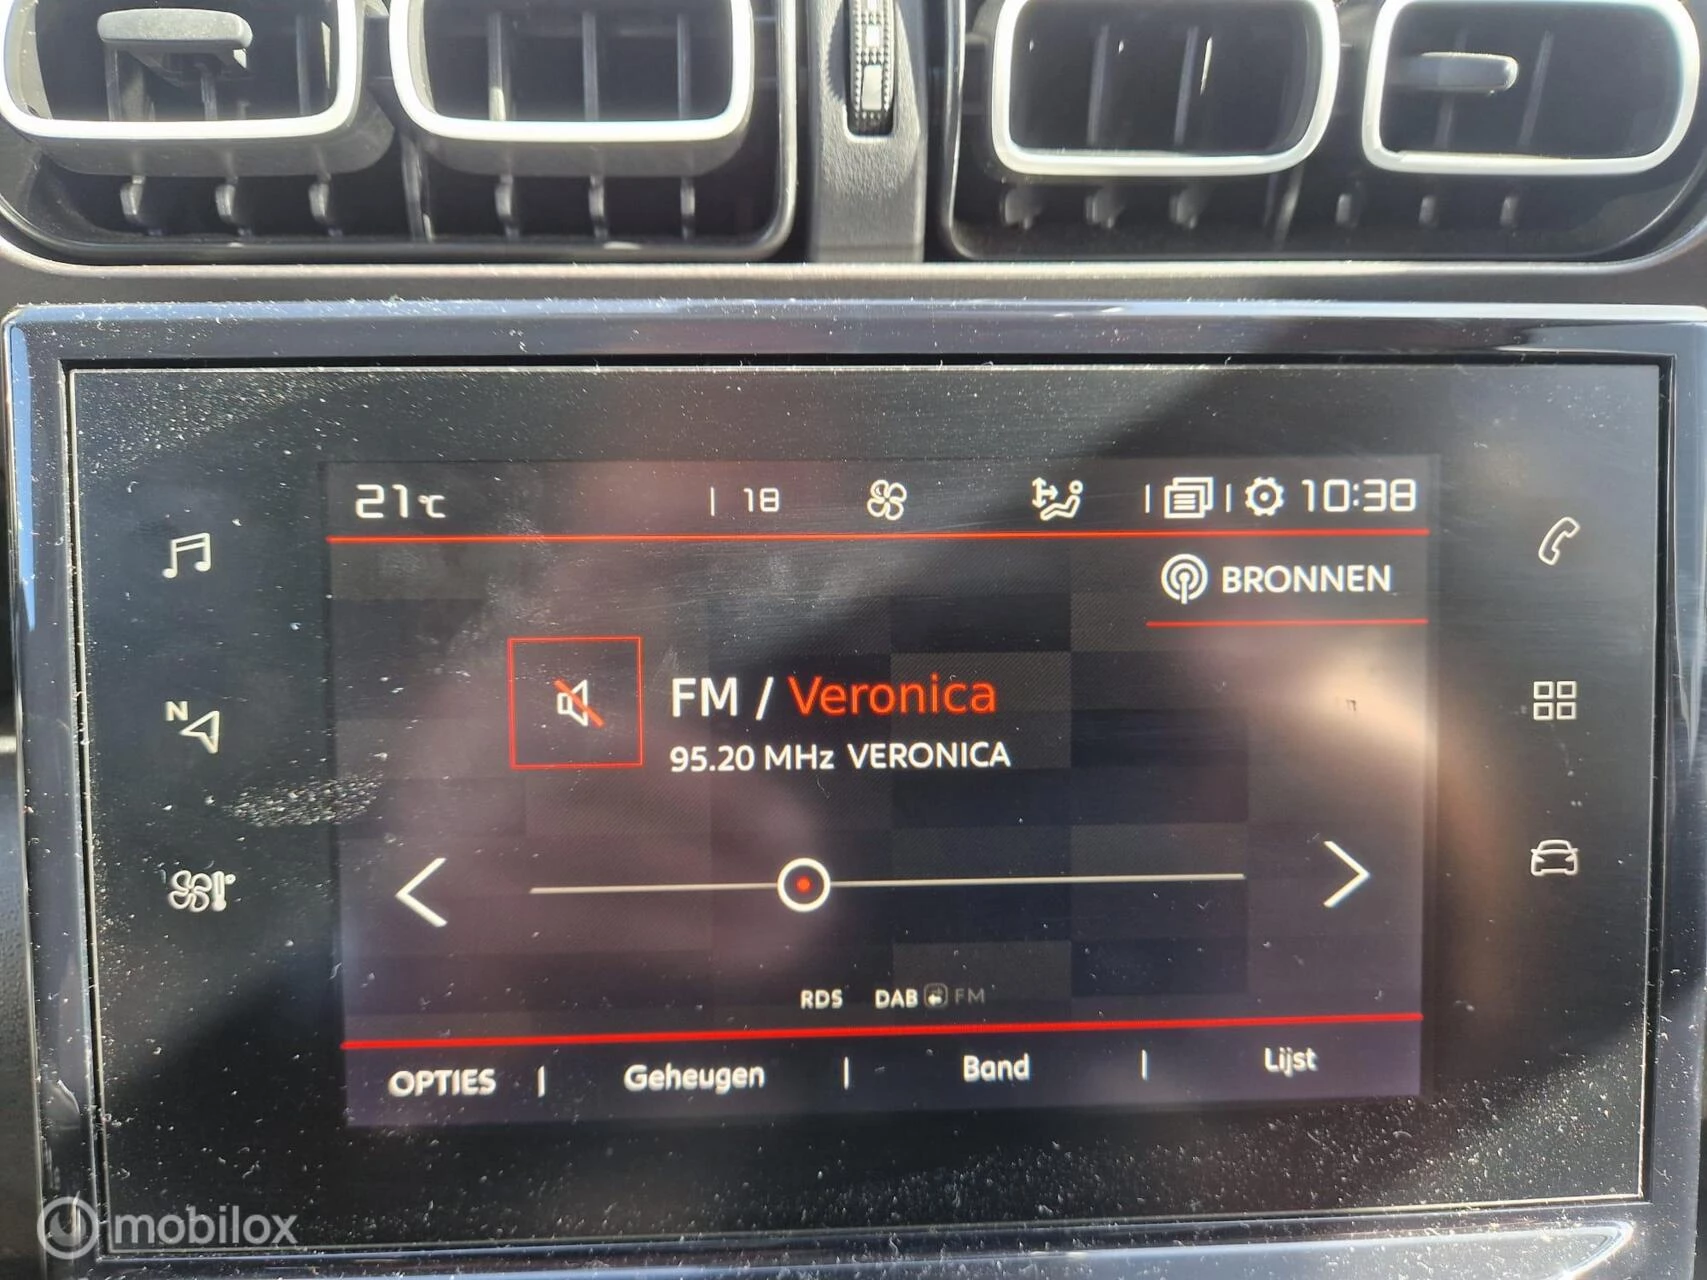 21°C | 18 | | 10:38
BRONNEN
FM / Veronica
95.20 MHz VERONICA
N
RDS DAB FM
OPTIES | Geheugen | Band | Lijst
mobilox